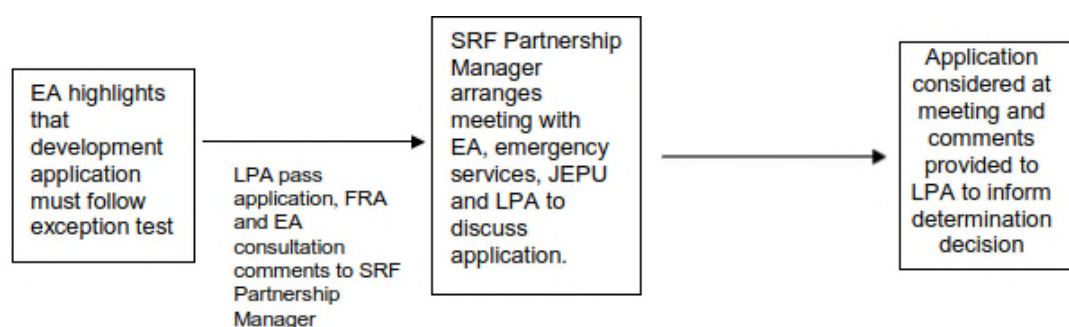 EA highlights
that
development
application
must follow
exception test
LPA pass
application, FRA
and EA
consultation
comments to SRF
Partnership
Manager
SRF Partnership
Manager
arranges
meeting with
EA, emergency
services, JEPU
and LPA to
discuss
application.
Application
considered at
meeting and
comments
provided to
LPA to inform
determination
decision